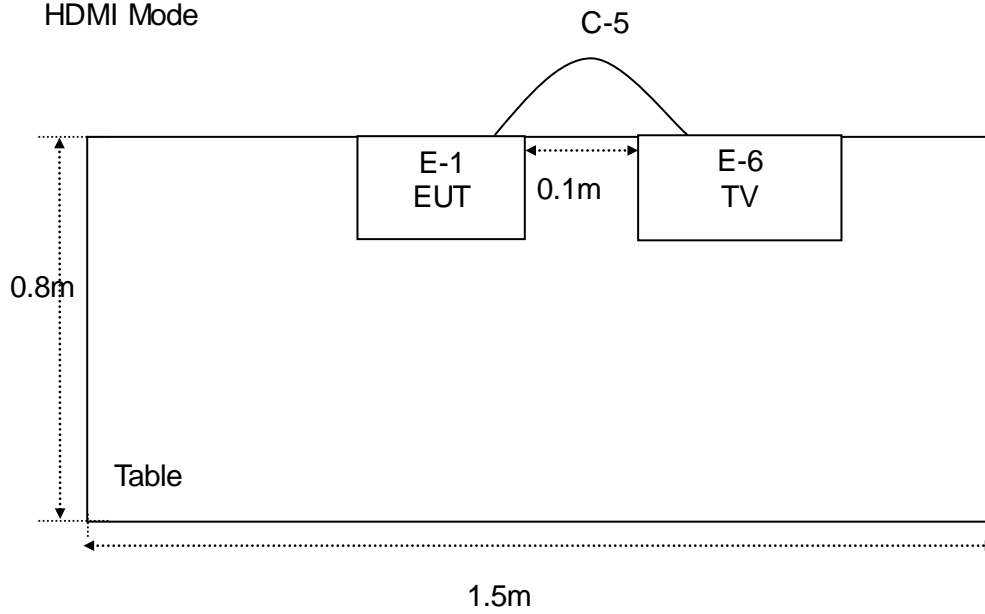 HDMI Mode
C-5
E-1
EUT
0.1m
E-6
TV
0.8m
Table
1.5m